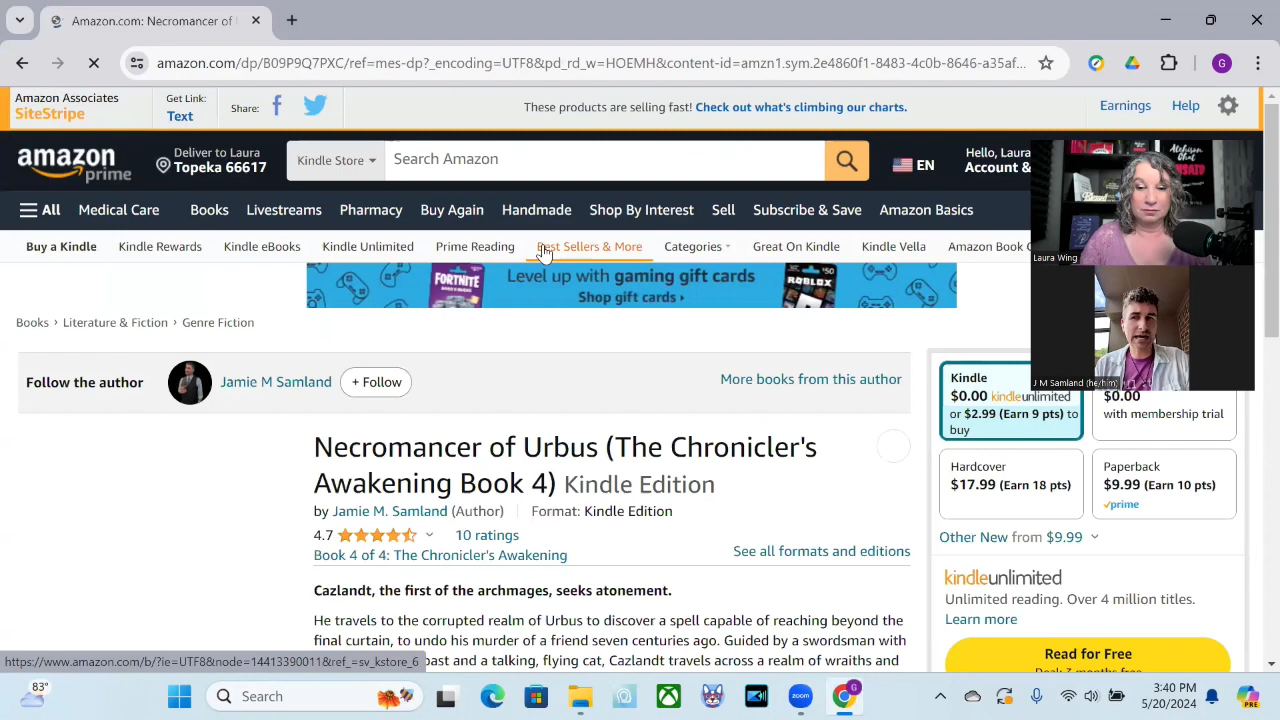 Amazon.com: Necromancer of
amazon.com/dp/B09P9Q7PXC/ref=mes-dp?_encoding=UTF8&pd_rd_w=HOEMH&content-id=amzn1.sym.2e4860f1-8483-4c0b-8646-a35af...
G
Amazon Associates
SiteStripe
Get Link:
Text
Share:
These products are selling fast! Check out what's climbing our charts.
Earnings
Help
amazon
prime
Deliver to Laura
Topeka 66617
Kindle Store
Search Amazon
EN
Hello, Laura
Account &
All
Medical Care
Books
Livestreams
Pharmacy
Buy Again
Handmade
Shop By Interest
Sell
Subscribe & Save
Amazon Basics
Buy a Kindle
Kindle Rewards
Kindle eBooks
Kindle Unlimited
Prime Reading
Best Sellers & More
Categories
Great On Kindle
Kindle Vella
Amazon Book
Laura Wing
FORTNITE
Level up with gaming gift cards
Shop gift cards ›
$50
ROBLOX
Books › Literature & Fiction › Genre Fiction
Follow the author
Jamie M Samland
+ Follow
More books from this author
J M Samland (he/him)
Necromancer of Urbus (The Chronicler's
Awakening Book 4) Kindle Edition
by Jamie M. Samland (Author)
Format: Kindle Edition
4.7
10 ratings
Book 4 of 4: The Chronicler's Awakening
See all formats and editions
Cazlandt, the first of the archmages, seeks atonement.
He travels to the corrupted realm of Urbus to discover a spell capable of reaching beyond the
final curtain, to undo his murder of a friend seven centuries ago. Guided by a swordsman with
past and a talking, flying cat, Cazlandt travels across a realm of wraiths and
Kindle
$0.00 kindleunlimited
or $2.99 (Earn 9 pts) to
buy
$0.00
with membership trial
Hardcover
$17.99 (Earn 18 pts)
Paperback
$9.99 (Earn 10 pts)
prime
Other New from $9.99
kindleunlimited
Unlimited reading. Over 4 million titles.
Learn more
Read for Free
Deal: 3 months free
https://www.amazon.com/b/?ie=UTF8&node=14413390011&ref_=sv_kstore_6
83°
Search
zoom
G
3:40 PM
5/20/2024
PRE